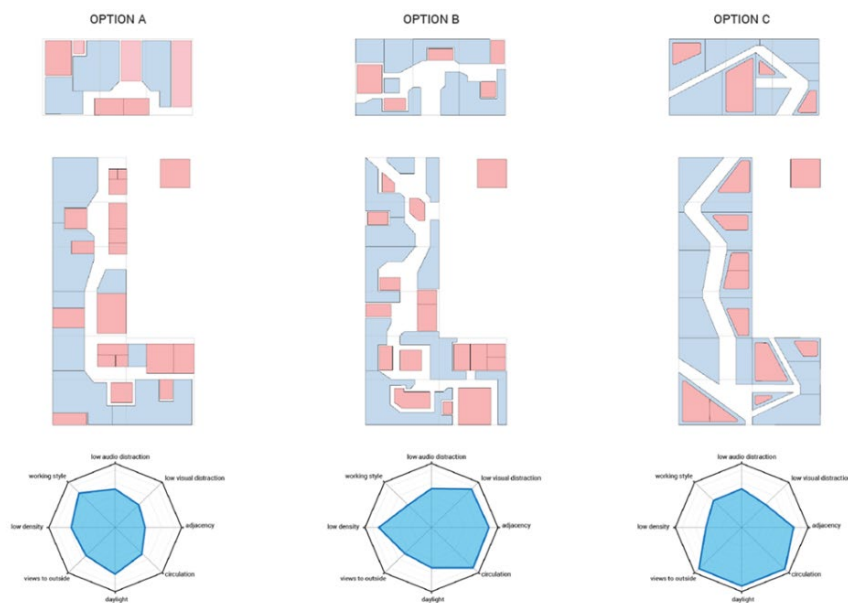 OPTION A
OPTION B
OPTION C
low audio distraction
working style
low visual distraction
low density
adjacency
views to outside
circulation
daylight
low audio distraction
working style
low visual distraction
low density
adjacency
views to outside
circulation
daylight
low audio distraction
working style
low visual distraction
low density
adjacency
views to outside
circulation
daylight